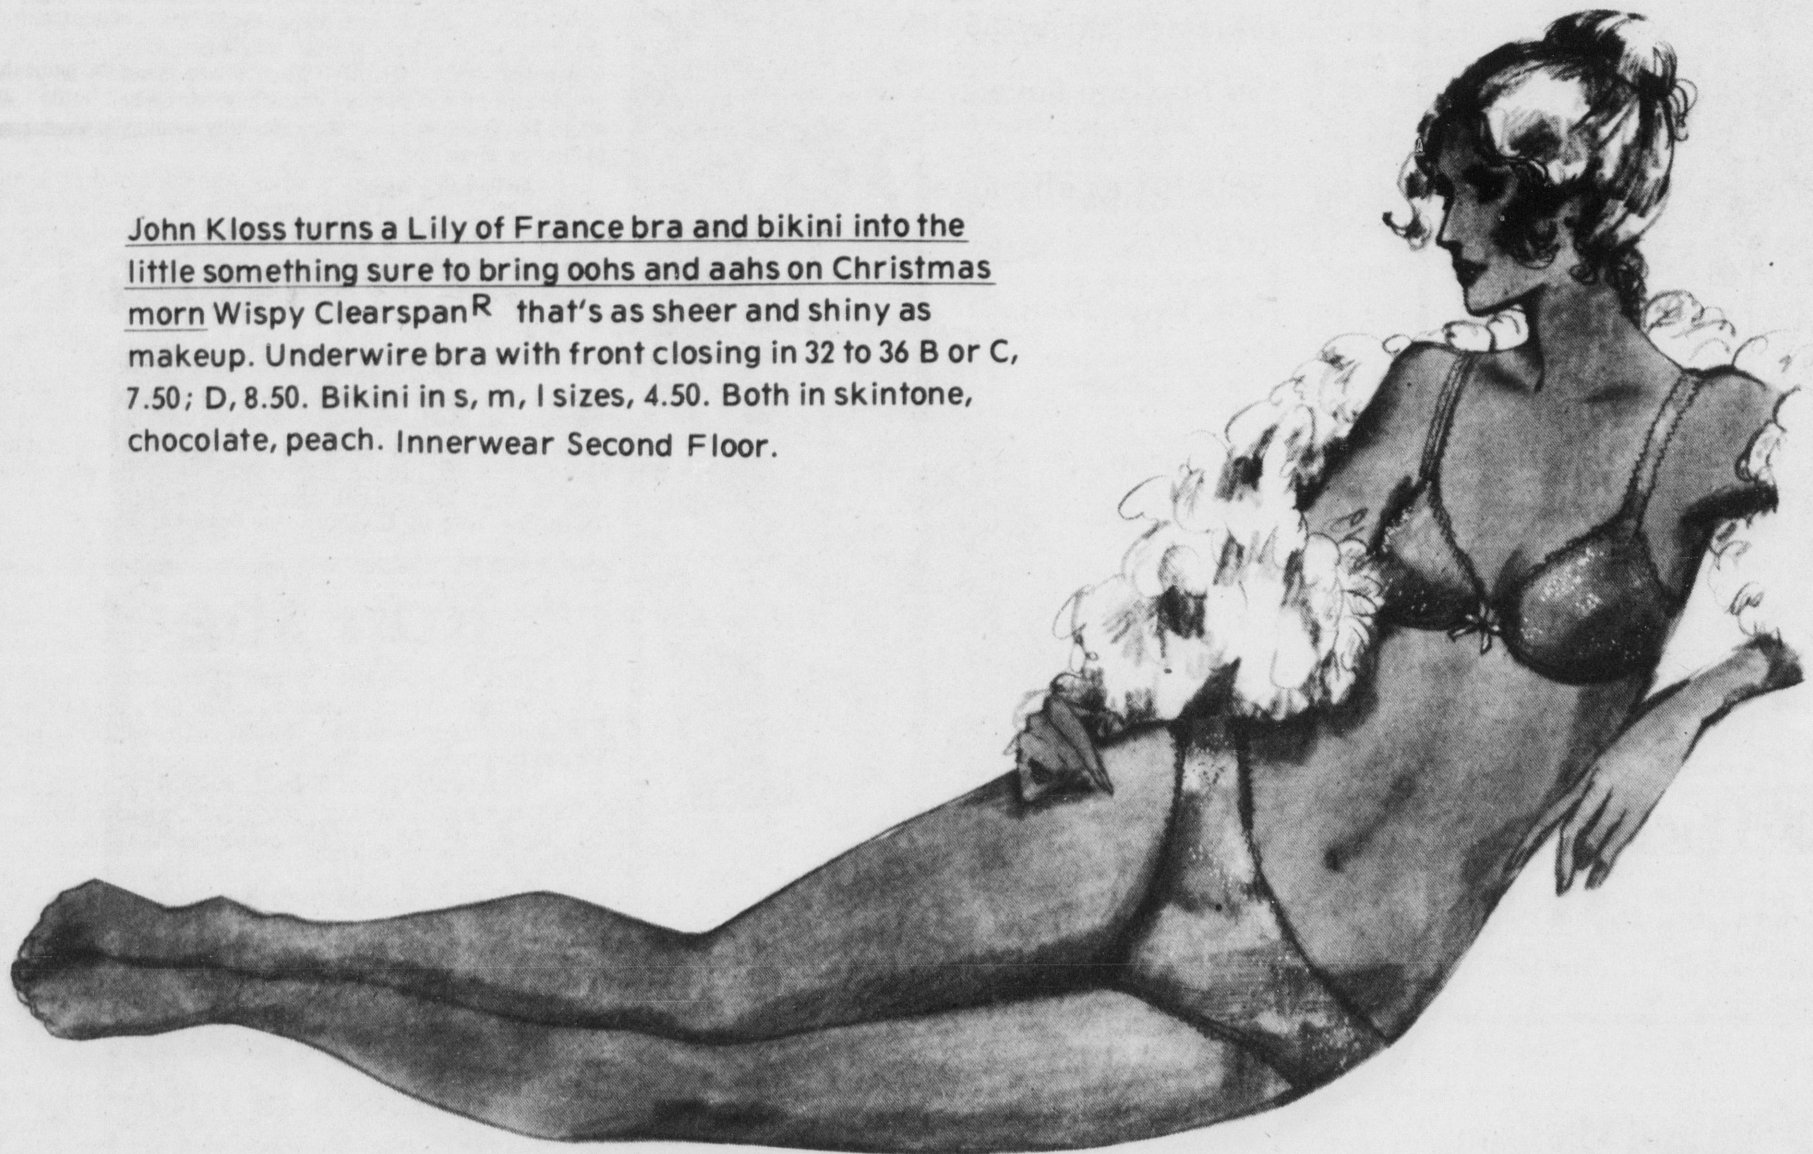 John Kloss turns a Lily of France bra and bikini into the
little something sure to bring oohs and aahs on Christmas
morn Wispy Clearspan® that's as sheer and shiny as
makeup. Underwire bra with front closing in 32 to 36 B or C,
7.50; D, 8.50. Bikini in s, m, l sizes, 4.50. Both in skintone,
chocolate, peach. Innerwear Second Floor.